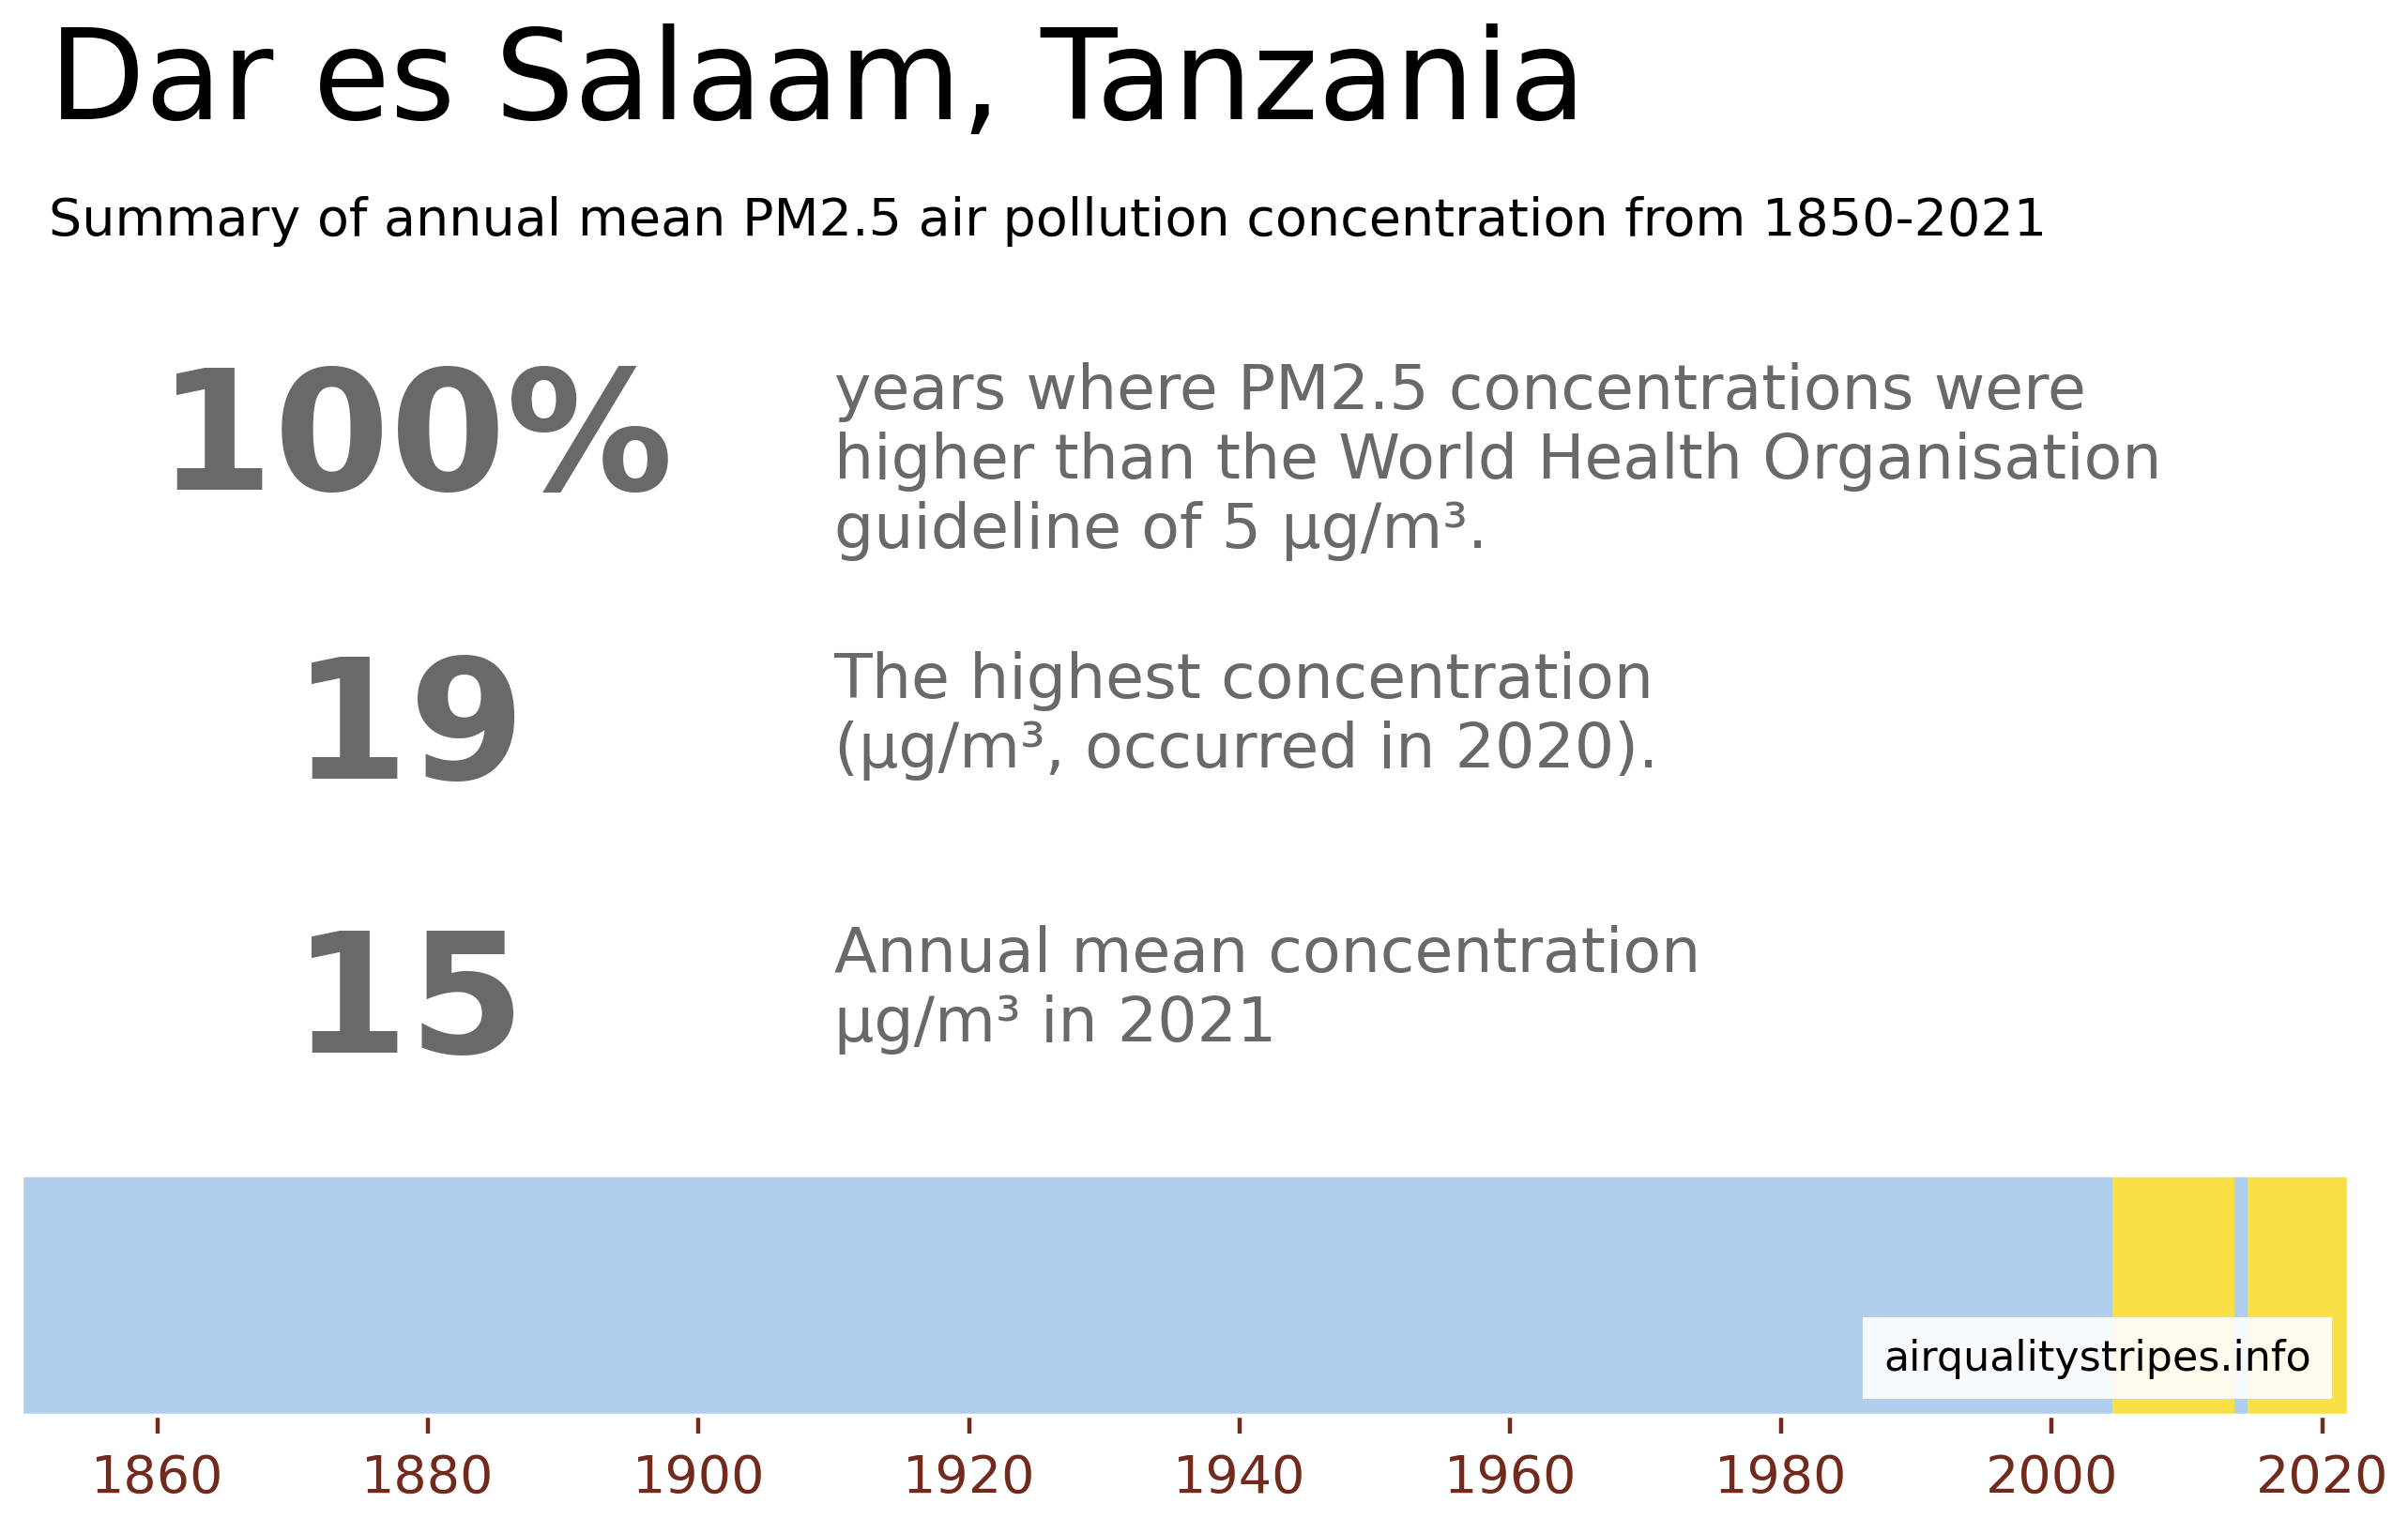 Dar es Salaam, Tanzania
Summary of annual mean PM2.5 air pollution concentration from 1850-2021
100%
years where PM2.5 concentrations were
higher than the World Health Organisation
guideline of 5 µg/m³.
19
The highest concentration
(µg/m³, occurred in 2020).
15
Annual mean concentration
µg/m³ in 2021
airqualitystripes.info
1860 1880 1900 1920 1940 1960 1980 2000 2020